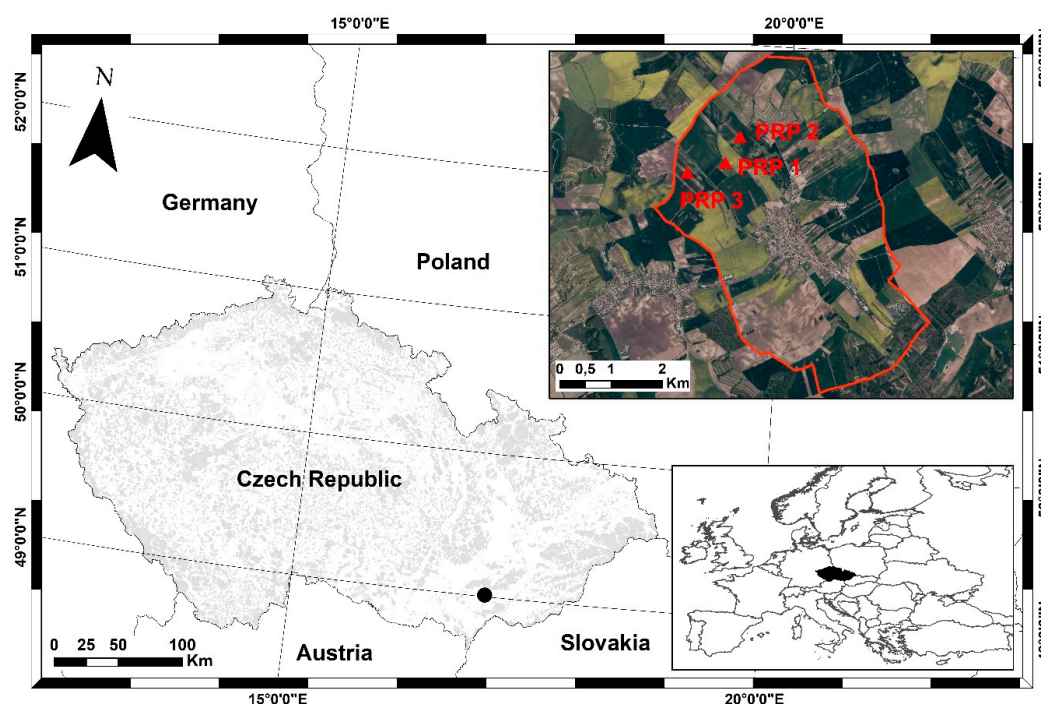 15°0'0"E 20°0'0"E
N
52°0'0"N
51°0'0"N
50°0'0"N
49°0'0"N
Germany
Poland
Czech Republic
Austria
Slovakia
PRP 2
PRP 1
PRP 3
0 0,5 1 2
Km
0 25 50 100
Km
15°0'0"E 20°0'0"E